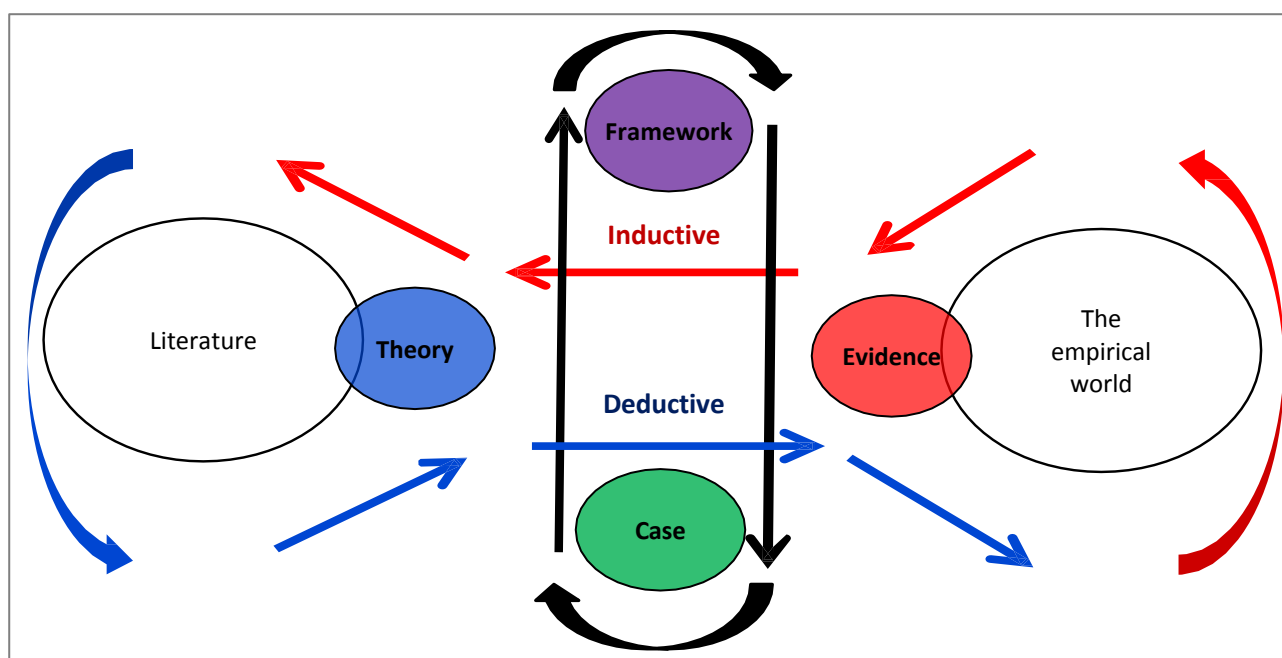 Framework
Inductive
Literature
Theory
Evidence
The
empirical
world
Deductive
Case